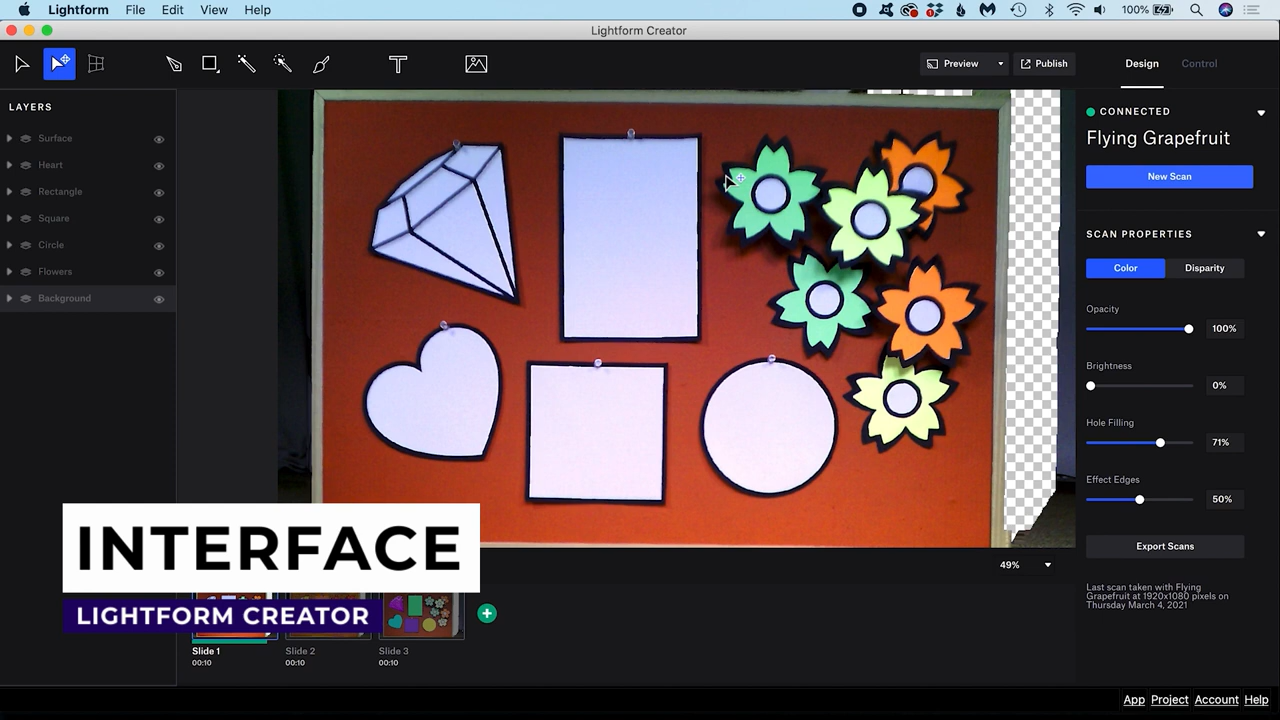 Lightform File Edit View Help
100%
Lightform Creator
T
Preview
Publish
Design
Control
LAYERS
Surface
Heart
Rectangle
Square
Circle
Flowers
Background
CONNECTED
Flying Grapefruit
New Scan
SCAN PROPERTIES
Color
Disparity
Opacity
100%
Brightness
0%
Hole Filling
71%
Effect Edges
50%
Export Scans
Last scan taken with Flying
Grapefruit at 1920x1080 pixels on
Thursday March 4, 2021
49%
INTERFACE
LIGHTFORM CREATOR
Slide 1
00:10
Slide 2
00:10
Slide 3
00:10
App Project Account Help